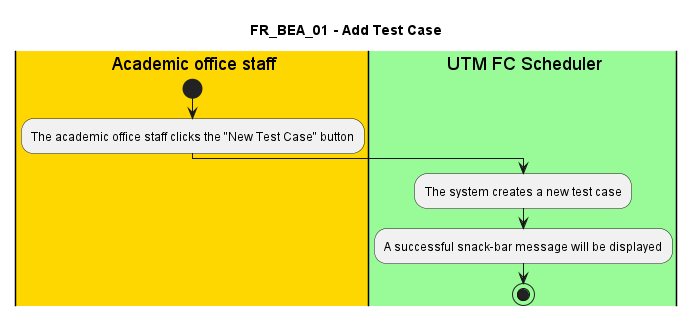 FR_BEA_01 - Add Test Case
Academic office staff
UTM FC Scheduler
The academic office staff clicks the "New Test Case" button
The system creates a new test case
A successful snack-bar message will be displayed